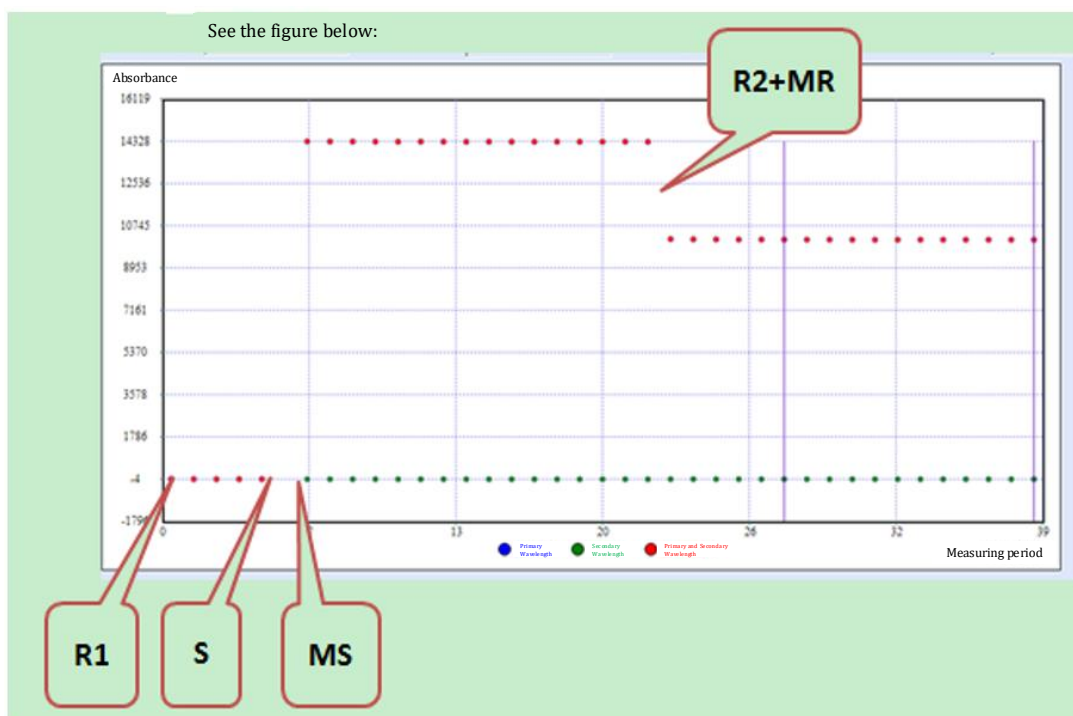 See the figure below:
Absorbance
R2+MR
16119
14328
12536
10745
8953
7161
5370
3578
1786
-4
0
13
20
26
32
39
Primary
Wavelength
Secondary
Wavelength
Primary and Secondary
Wavelength
Measuring period
R1
S
MS